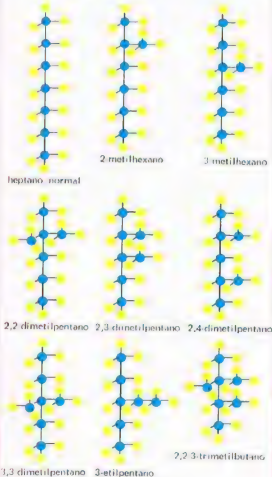 2-metilhexano
3-metilhexano
heptano normal
2,2-dimetilpentano 2,3-dimetilpentano 2,4-dimetilpentano
2,2-3-trimetilbutano
3,3 dimetilpentano 3-etilpentano